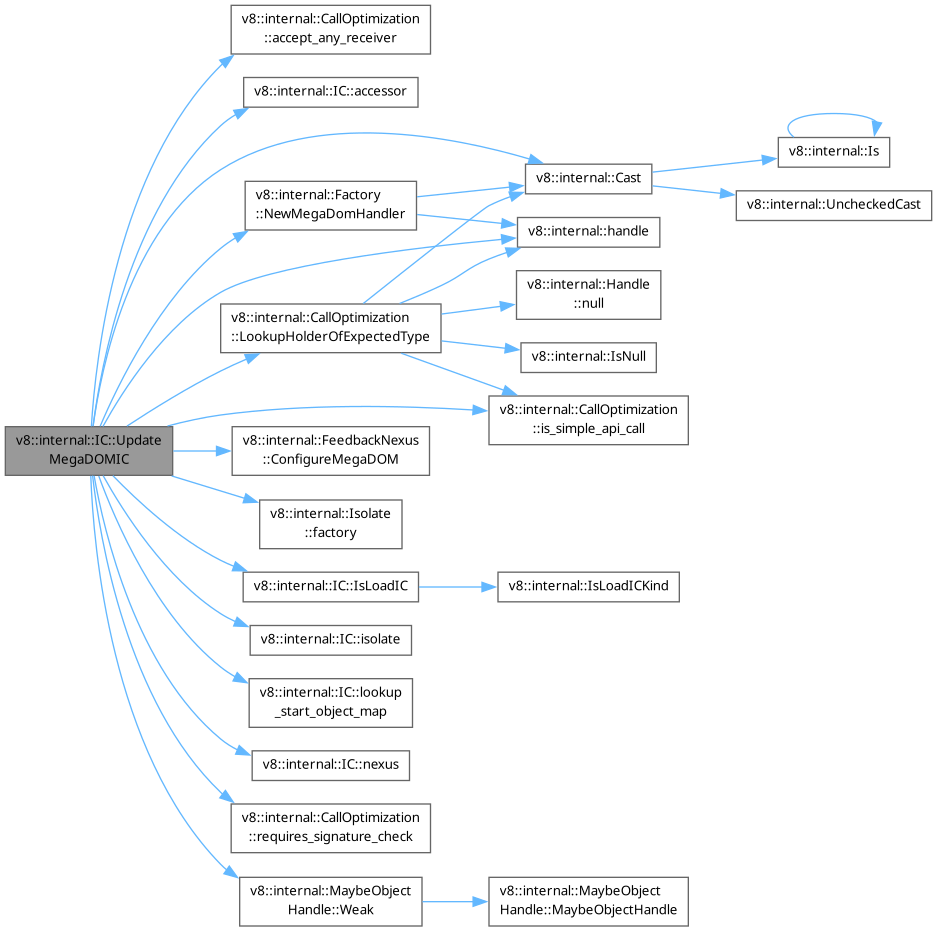 v8::internal::CallOptimization
::accept_any_receiver
v8::internal::IC::accessor
v8::internal::Is
v8::internal::Cast
v8::internal::UncheckedCast
v8::internal::Factory
::NewMegaDomHandler
v8::internal::handle
v8::internal::Handle
::null
v8::internal::CallOptimization
::LookupHolderOfExpectedType
v8::internal::IsNull
v8::internal::CallOptimization
::is_simple_api_call
v8::internal::IC::Update
MegaDOMIC
v8::internal::FeedbackNexus
::ConfigureMegaDOM
v8::internal::Isolate
::factory
v8::internal::IC::IsLoadIC
v8::internal::IsLoadICKind
v8::internal::IC::isolate
v8::internal::IC::lookup
_start_object_map
v8::internal::IC::nexus
v8::internal::CallOptimization
::requires_signature_check
v8::internal::MaybeObject
Handle::Weak
v8::internal::MaybeObject
Handle::MaybeObjectHandle